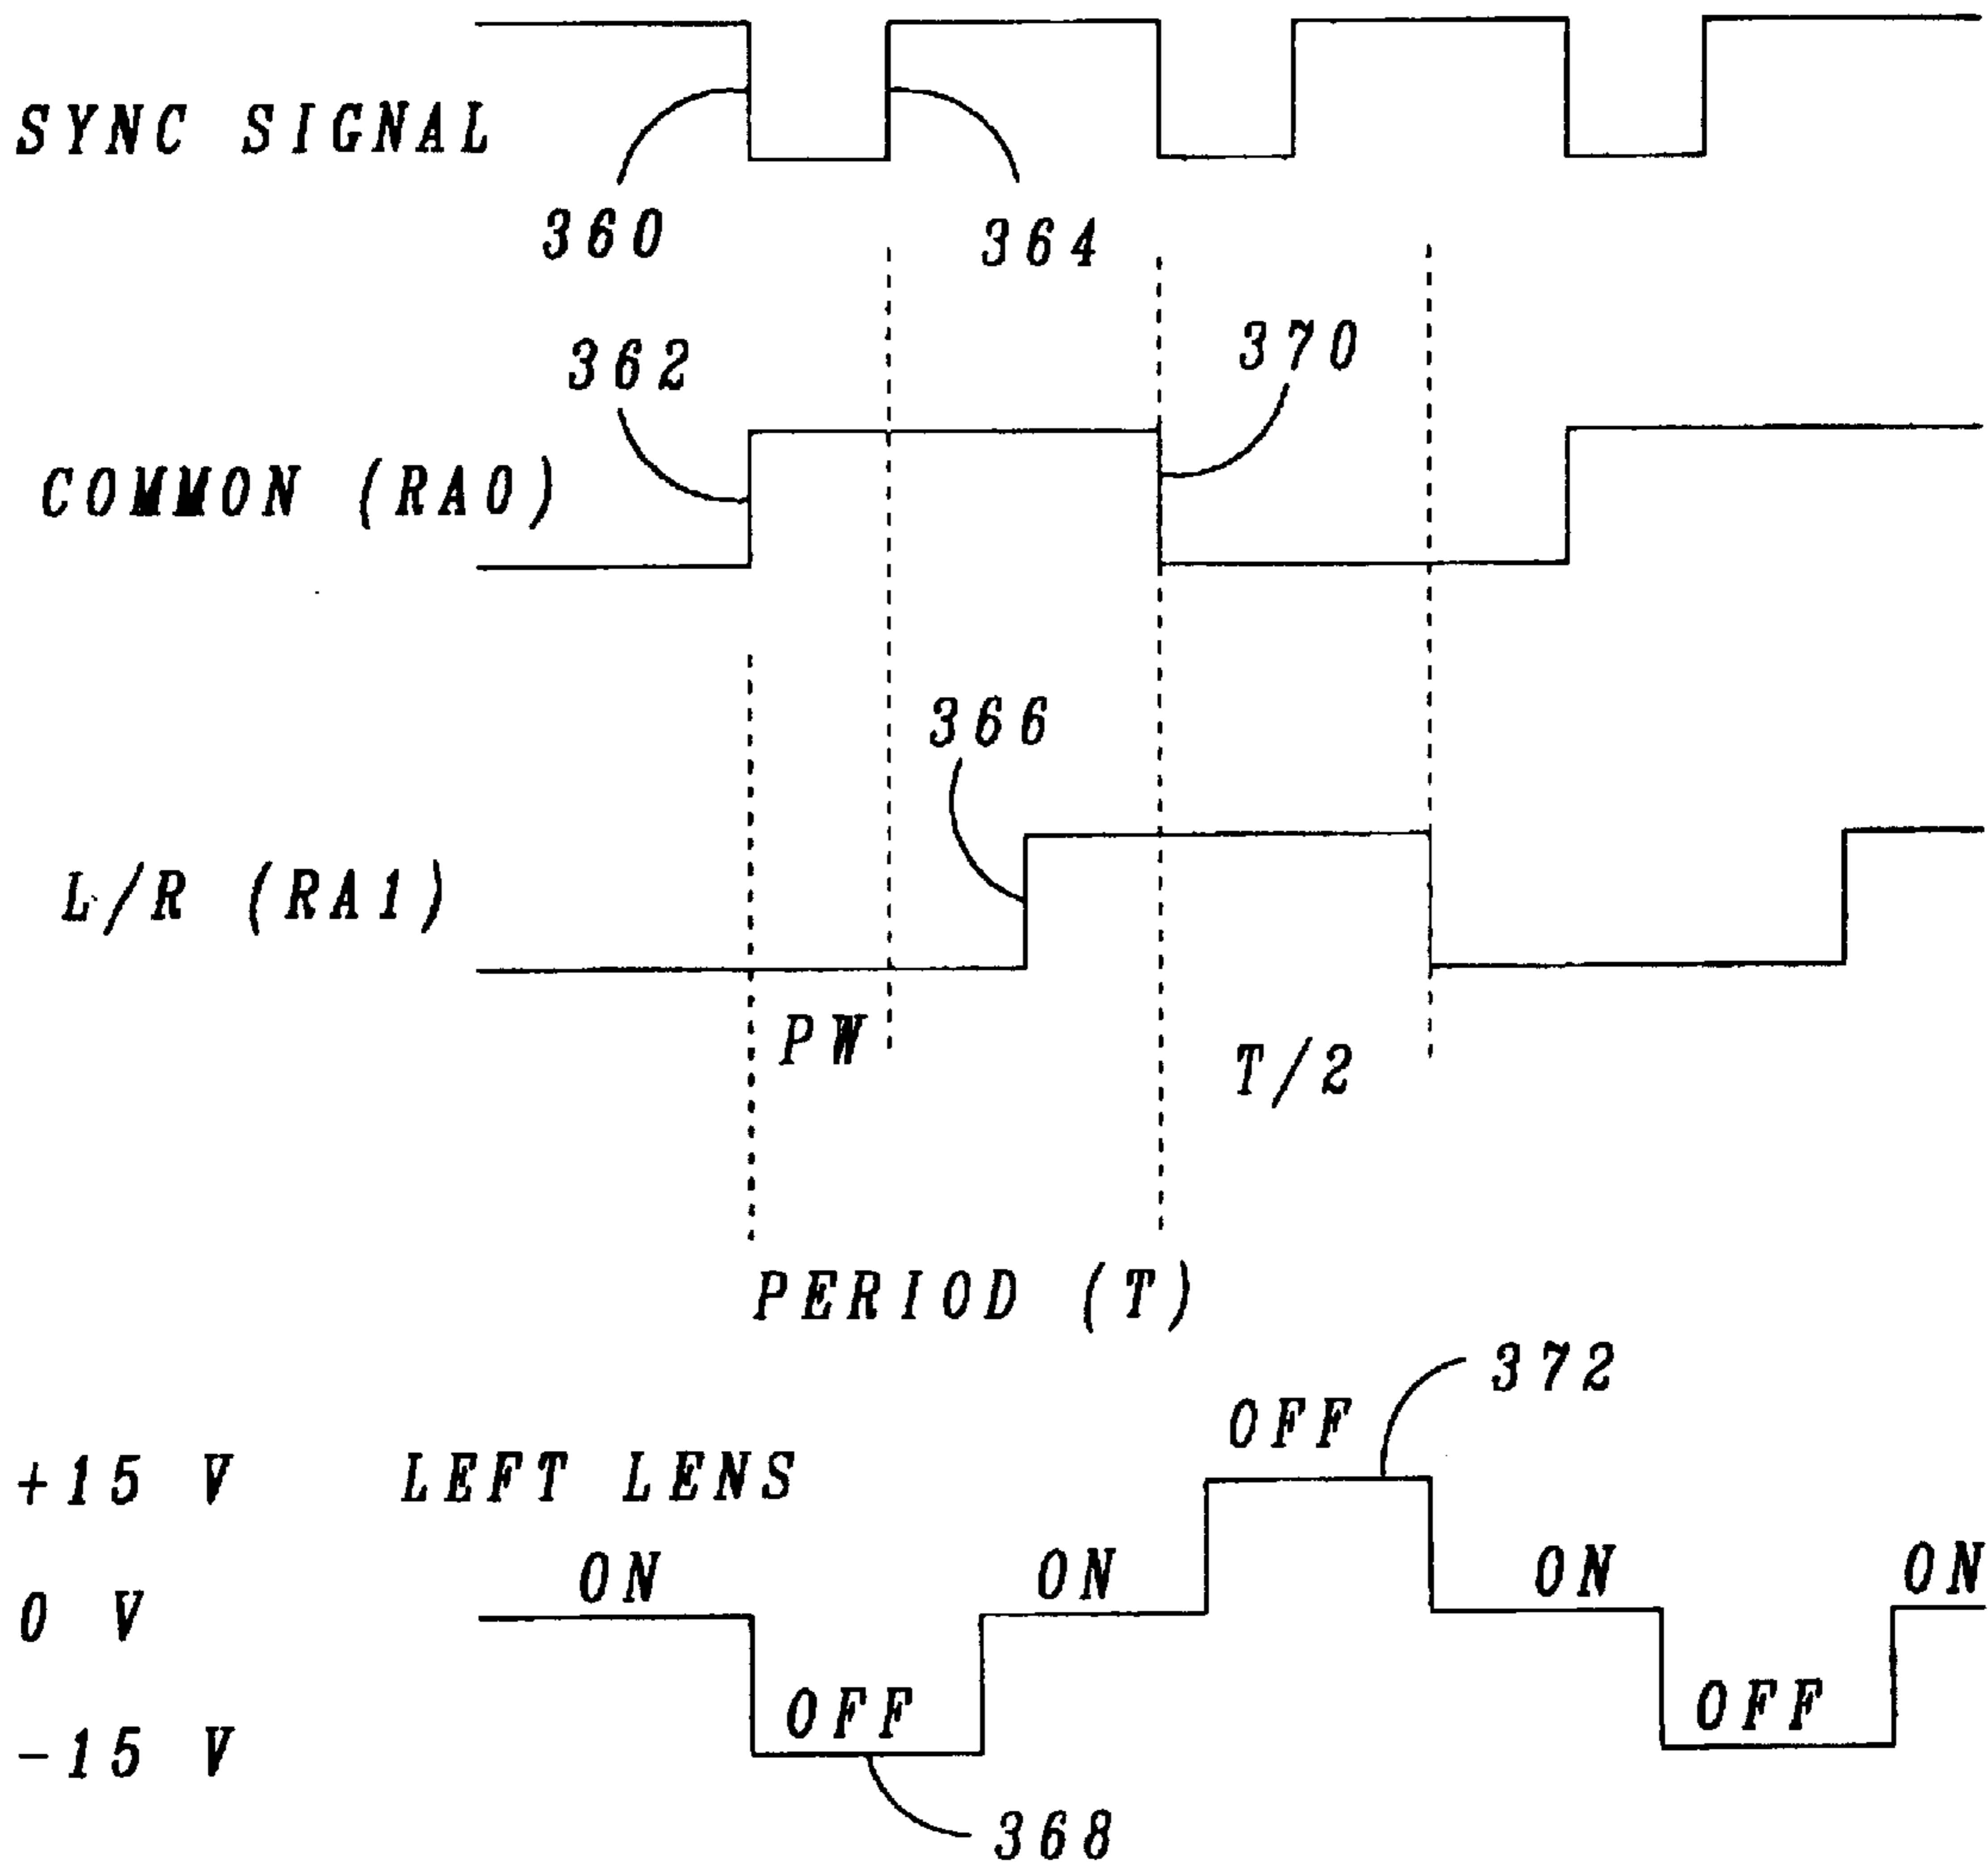 SYNC SIGNAL
360
364
362
370
COMMON (RA0)
366
L/R (RA1)
PW
T/2
PERIOD (T)
372
OFF
+15 V LEFT LENS
ON ON ON ON
0 V
OFF OFF
-15 V
368